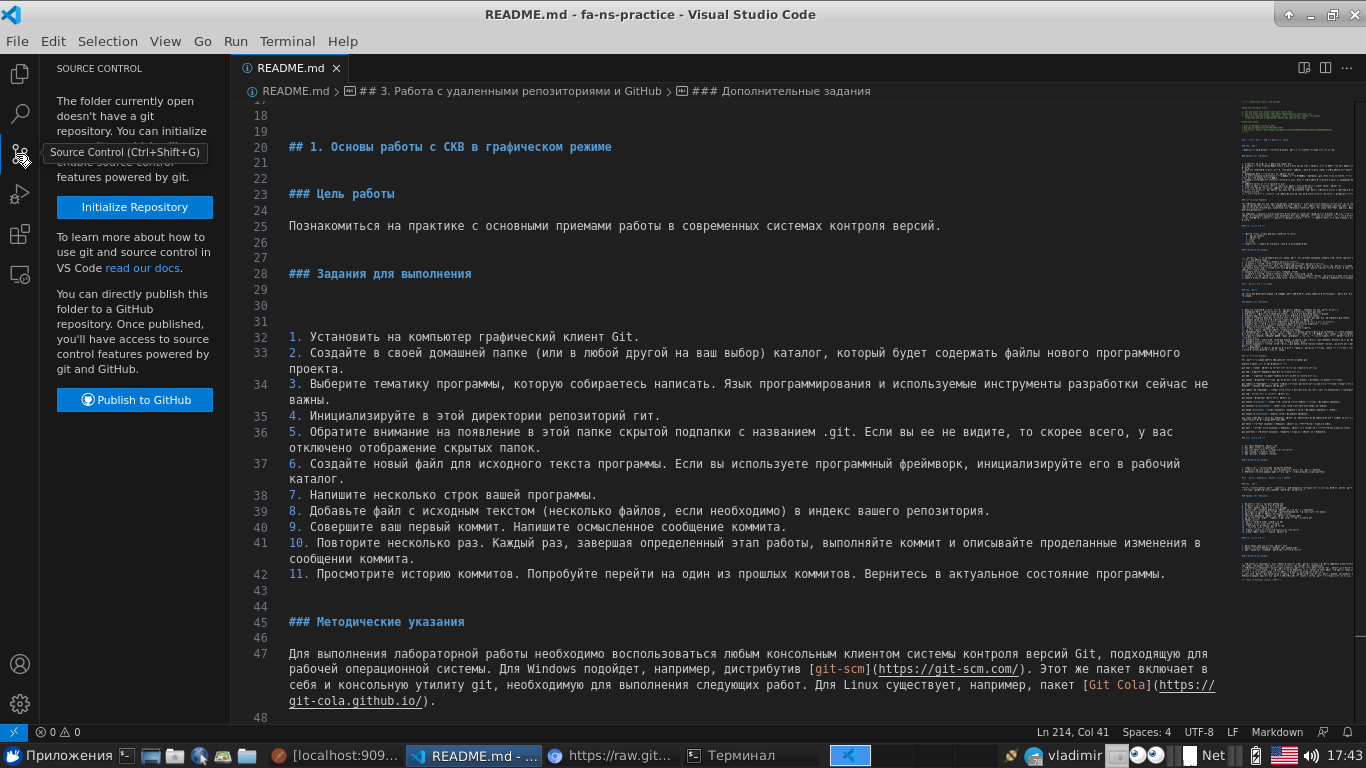 README.md - fa-ns-practice - Visual Studio Code
File Edit Selection View Go Run Terminal Help
SOURCE CONTROL
README.md
README.md > ## 3. Работа с удаленными репозиториями и GitHub > ### Дополнительные задания
The folder currently open
doesn't have a git
repository. You can initialize
Source Control (Ctrl+Shift+G)
features powered by git.
Initialize Repository
To learn more about how to
use git and source control in
VS Code read our docs.
You can directly publish this
folder to a GitHub
repository. Once published,
you'll have access to source
control features powered by
git and GitHub.
Publish to GitHub
17
18
19
20 ## 1. Основы работы с СКВ в графическом режиме
21
22
23 ### Цель работы
24
25 Познакомиться на практике с основными приемами работы в современных системах контроля версий.
26
27
28 ### Задания для выполнения
29
30
31
32 1. Установить на компьютер графический клиент Git.
33 2. Создайте в своей домашней папке (или в любой другой на ваш выбор) каталог, который будет содержать файлы нового программного
проекта.
34 3. Выберите тематику программы, которую собираетесь написать. Язык программирования и используемые инструменты разработки сейчас не
важны.
35 4. Инициализируйте в этой директории репозиторий гит.
36 5. Обратите внимание на появление в этой папке скрытой подпапки с названием .git. Если вы ее не видите, то скорее всего, у вас
отключено отображение скрытых папок.
37 6. Создайте новый файл для исходного текста программы. Если вы используете программный фреймворк, инициализируйте его в рабочий
каталог.
38 7. Напишите несколько строк вашей программы.
39 8. Добавьте файл с исходным текстом (несколько файлов, если необходимо) в индекс вашего репозитория.
40 9. Совершите ваш первый коммит. Напишите осмысленное сообщение коммита.
41 10. Повторите несколько раз. Каждый раз, завершая определенный этап работы, выполняйте коммит и описывайте проделанные изменения в
сообщении коммита.
42 11. Просмотрите историю коммитов. Попробуйте перейти на один из прошлых коммитов. Вернитесь в актуальное состояние программы.
43
44
45 ### Методические указания
46
47 Для выполнения лабораторной работы необходимо воспользоваться любым консольным клиентом системы контроля версий Git, подходящую для
рабочей операционной системы. Для Windows подойдет, например, дистрибутив [git-scm](https://git-scm.com/). Этот же пакет включает в
себя и консольную утилиту git, необходимую для выполнения следующих работ. Для Linux существует, например, пакет [Git Cola](https://
git-cola.github.io/).
48
0 0 Ln 214, Col 41 Spaces: 4 UTF-8 LF Markdown
Приложения [localhost:909... README.md - ... https://raw.git... Терминал 78 vladimir Net 17:43